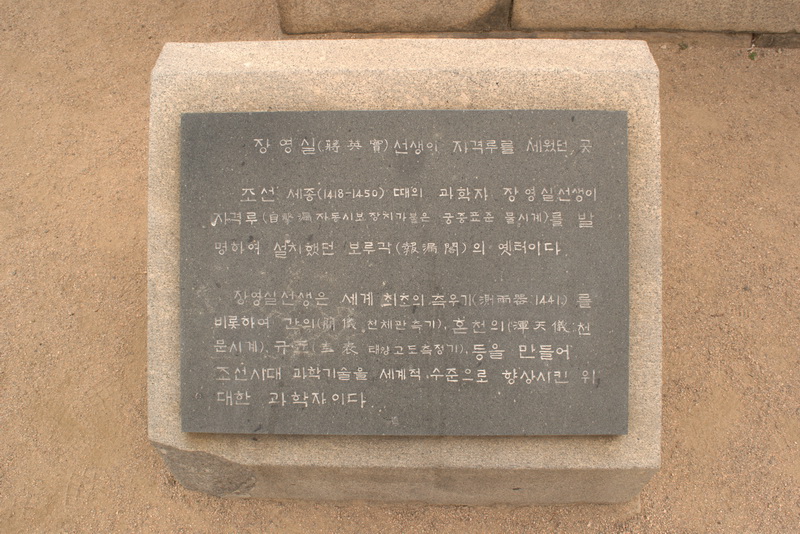 장영실(蔣英實)선생이 자격루를 세웠던 곳
조선 세종(1418-1450) 때의 과학자 장영실선생이
자격루(自擊漏 자동시보 장치가붙은 궁중표준 물시계)를 발
명하여 설치했던 보루각(報漏閣)의 옛터이다
장영실선생은 세계 최초의 측우기(測雨器 1441)를
비롯하여 간의(簡儀, 천체관측기), 혼천의(渾天儀;천
문시계), 규표(圭表 태양고도측정기), 등을 만들어
조선시대 과학기술을 세계적 수준으로 향상시킨 위
대한 과학자이다